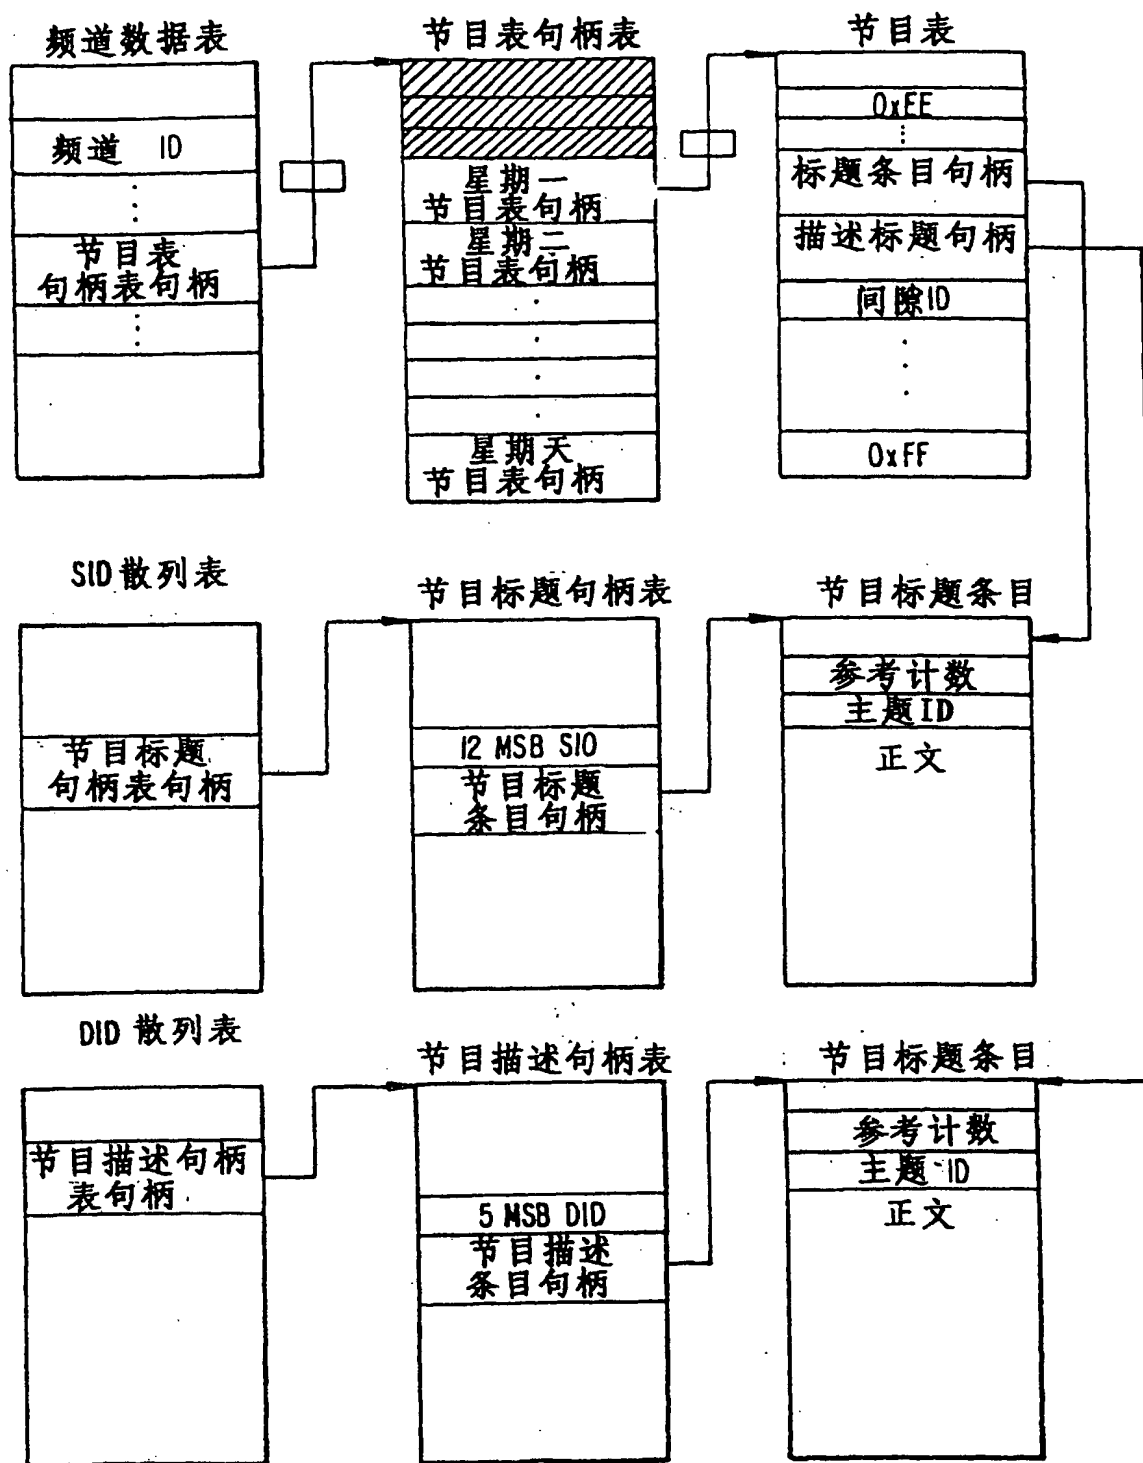 频道数据表
频道 ID
节目表
句柄表句柄
节目表句柄表
星期一
节目表句柄
星期二
节目表句柄
星期天
节目表句柄
节目表
0xEE
标题条目句柄
描述标题句柄
间隙ID
0xFF
SID散列表
节目标题
句柄表句柄
节目标题句柄表
12 MSB SID
节目标题
条目句柄
节目标题条目
参考计数
主题ID
正文
DID 散列表
节目描述句柄
表句柄
节目描述句柄表
5 MSB DID
节目描述
条目句柄
节目标题条目
参考计数
主题 ID
正文